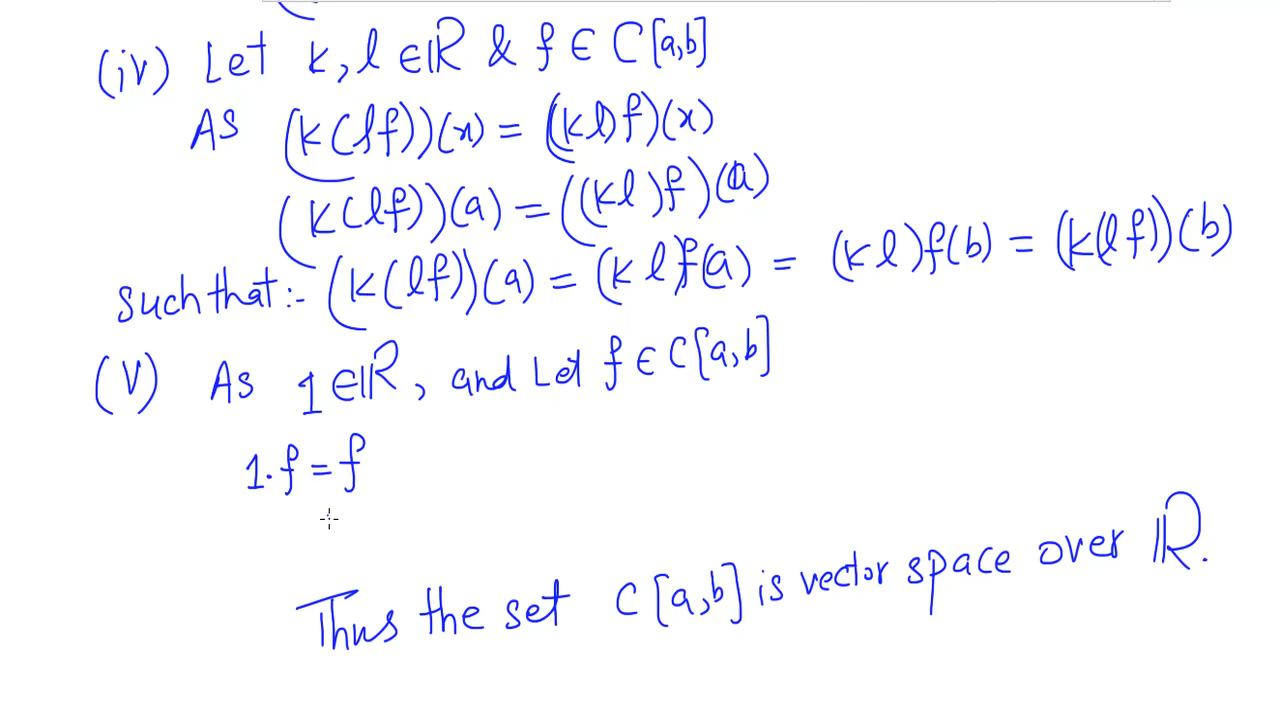 (iv) Let k, l ∈ ℝ & f ∈ C[a,b]
As (k(lf))(x) = (kl)f)(x)
(k(lf))(a) = ((kl)f)(a)
such that:- (k(lf))(a) = (kl)f(a) = (kl)f(b) = (k(lf))(b)
(V) As 1 ∈ ℝ, and Let f ∈ C[a,b]
1.f = f
Thus the set C[a,b] is vector space over ℝ.